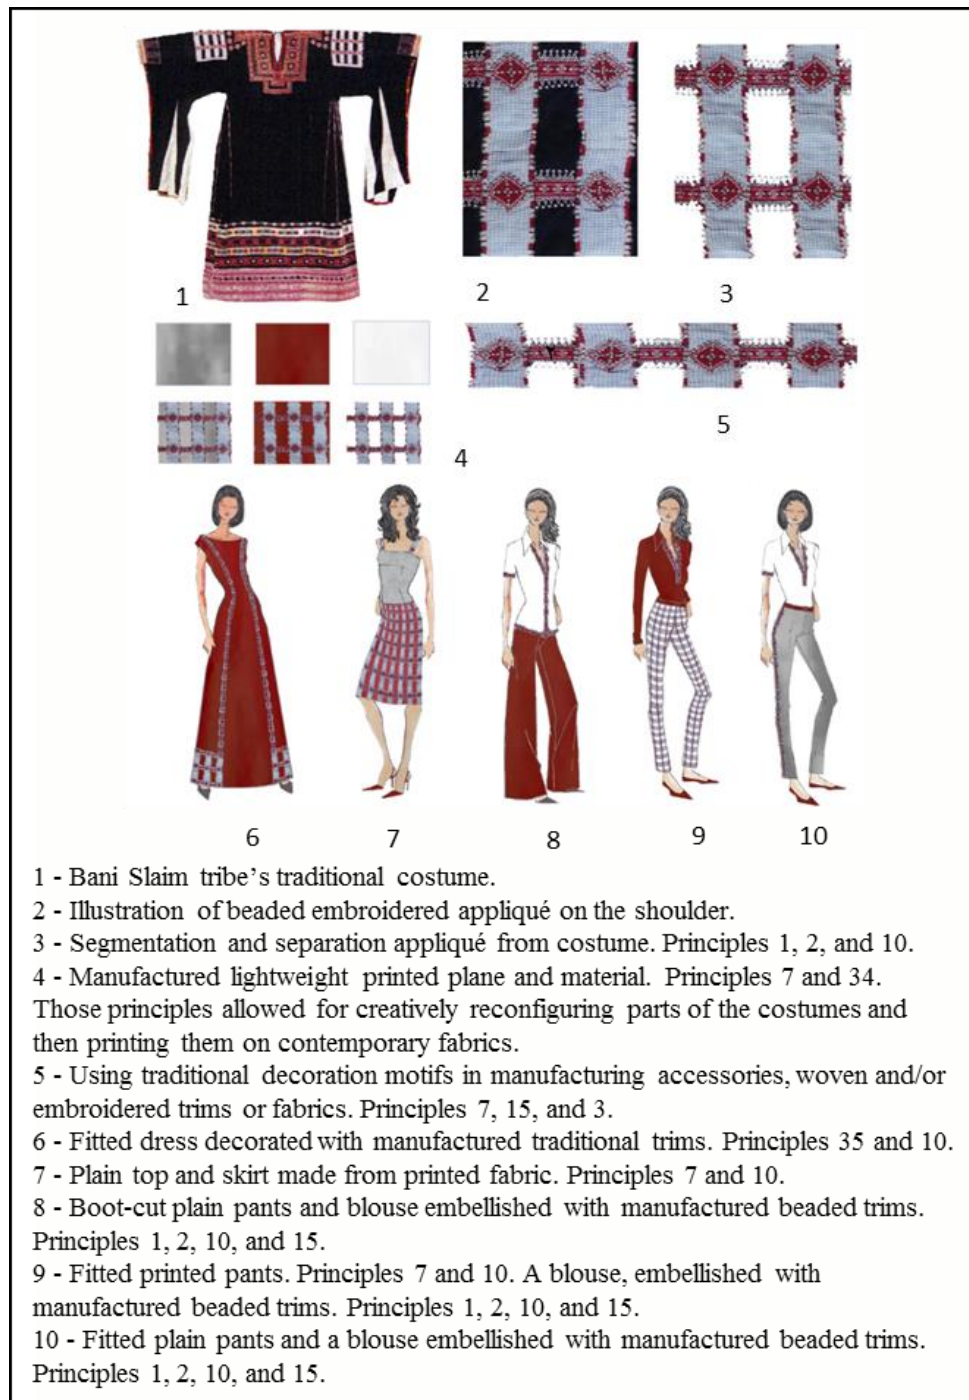 1
2
3
4
5
6
7
8
9
10
1 - Bani Slaim tribe’s traditional costume.
2 - Illustration of beaded embroidered appliqué on the shoulder.
3 - Segmentation and separation appliqué from costume. Principles 1, 2, and 10.
4 - Manufactured lightweight printed plane and material. Principles 7 and 34.
Those principles allowed for creatively reconfiguring parts of the costumes and
then printing them on contemporary fabrics.
5 - Using traditional decoration motifs in manufacturing accessories, woven and/or
embroidered trims or fabrics. Principles 7, 15, and 3.
6 - Fitted dress decorated with manufactured traditional trims. Principles 35 and 10.
7 - Plain top and skirt made from printed fabric. Principles 7 and 10.
8 - Boot-cut plain pants and blouse embellished with manufactured beaded trims.
Principles 1, 2, 10, and 15.
9 - Fitted printed pants. Principles 7 and 10. A blouse, embellished with
manufactured beaded trims. Principles 1, 2, 10, and 15.
10 - Fitted plain pants and a blouse embellished with manufactured beaded trims.
Principles 1, 2, 10, and 15.